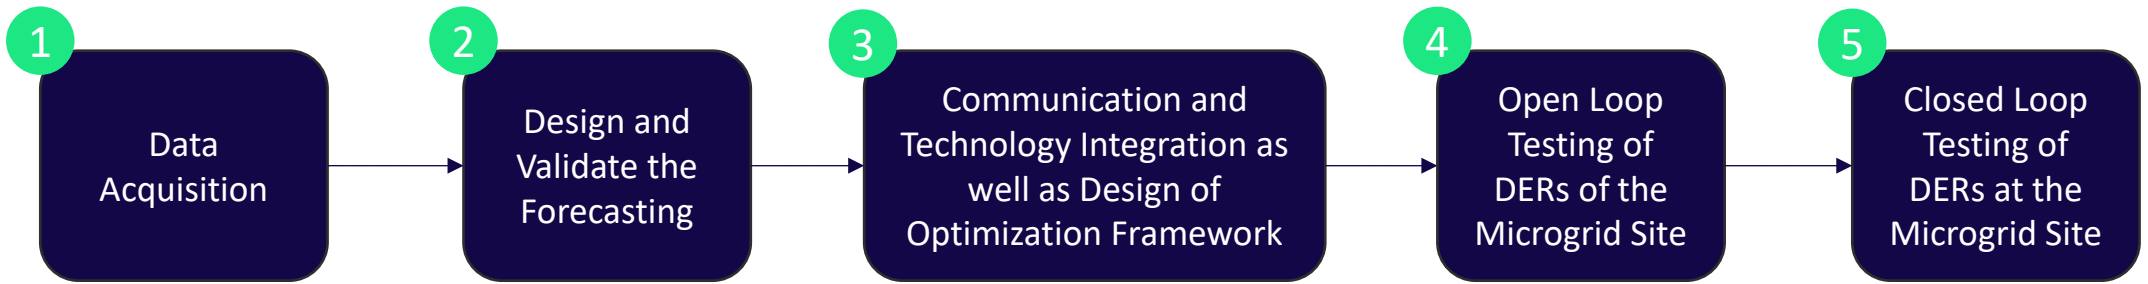 1
Data
Acquisition
2
Design and
Validate the
Forecasting
3
Communication and
Technology Integration as
well as Design of
Optimization Framework
4
Open Loop
Testing of
DERs of the
Microgrid Site
5
Closed Loop
Testing of
DERs at the
Microgrid Site